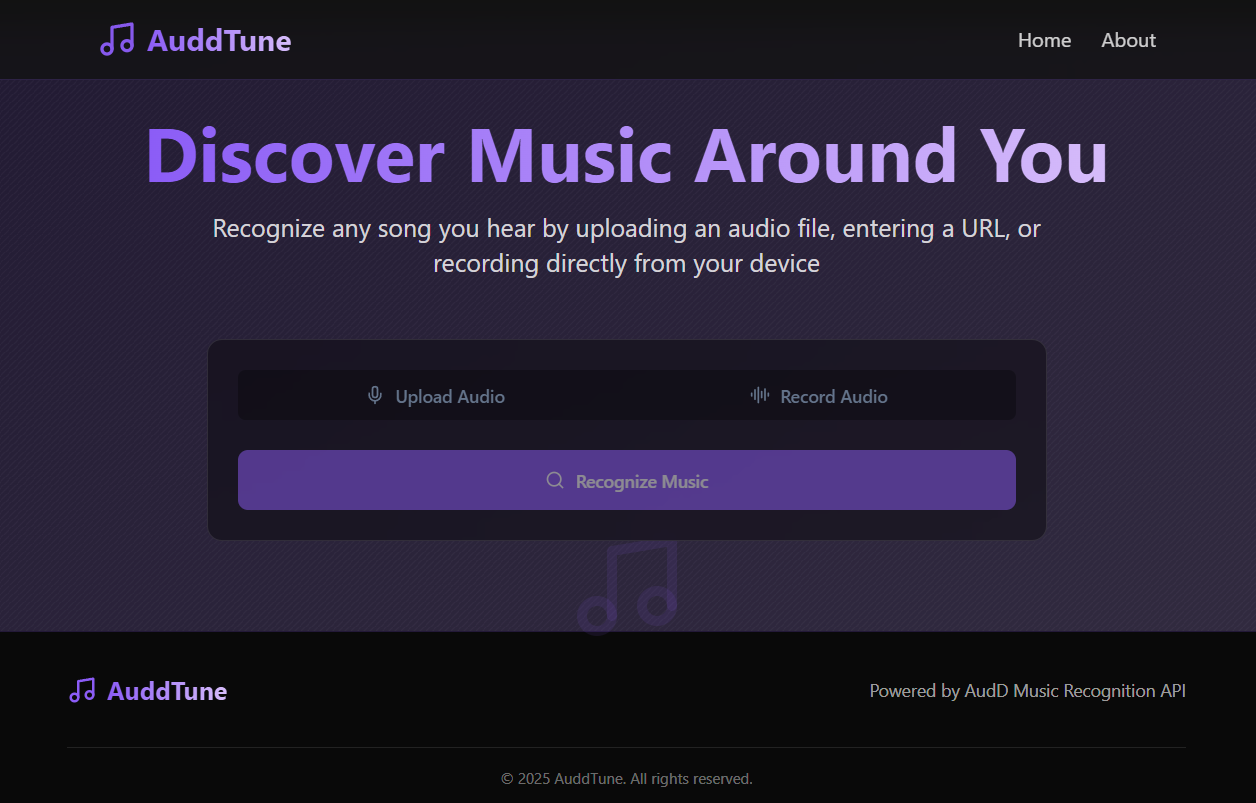 AuddTune
Home
About
Discover Music Around You
Recognize any song you hear by uploading an audio file, entering a URL, or
recording directly from your device
Upload Audio
Record Audio
Recognize Music
AuddTune
Powered by AudD Music Recognition API
© 2025 AuddTune. All rights reserved.